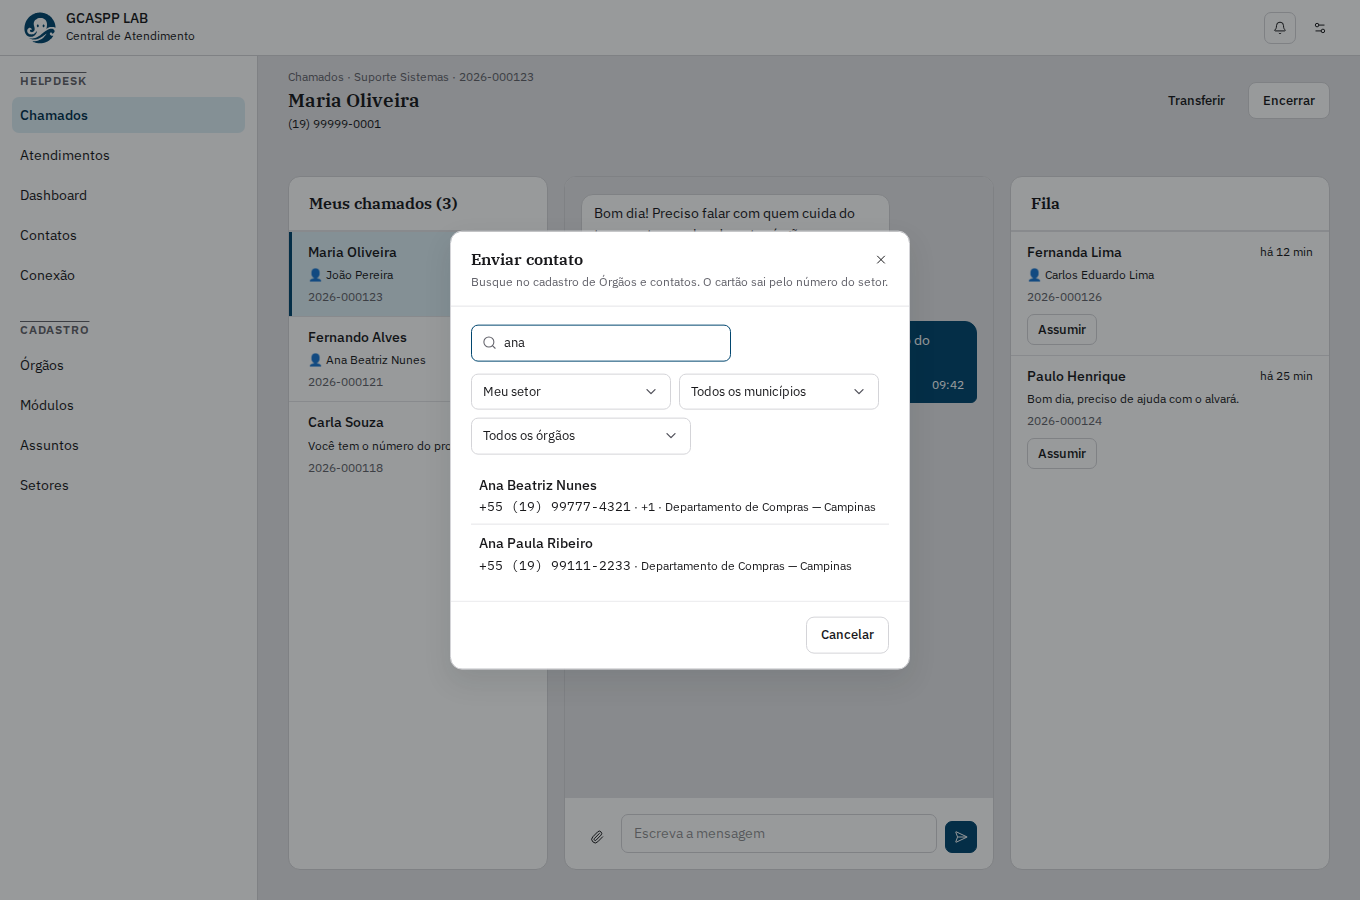 GCASPP LAB
Central de Atendimento
HELPDESK
Chamados
Atendimentos
Dashboard
Contatos
Conexão
CADASTRO
Órgãos
Módulos
Assuntos
Setores
Chamados · Suporte Sistemas · 2026-000123
Maria Oliveira
(19) 99999-0001
Transferir
Encerrar
Meus chamados (3)
Maria Oliveira
João Pereira
2026-000123
Fernando Alves
Ana Beatriz Nunes
2026-000121
Carla Souza
Você tem o número do
2026-000118
Bom dia! Preciso falar com quem cuida do
do
09:42
Escreva a mensagem
Enviar contato
Busque no cadastro de Órgãos e contatos. O cartão sai pelo número do setor.
ana
Meu setor
Todos os municípios
Todos os órgãos
Ana Beatriz Nunes
+55 (19) 99777-4321 · +1 · Departamento de Compras — Campinas
Ana Paula Ribeiro
+55 (19) 99111-2233 · Departamento de Compras — Campinas
Cancelar
Fila
Fernanda Lima
há 12 min
Carlos Eduardo Lima
2026-000126
Assumir
Paulo Henrique
há 25 min
Bom dia, preciso de ajuda com o alvará.
2026-000124
Assumir